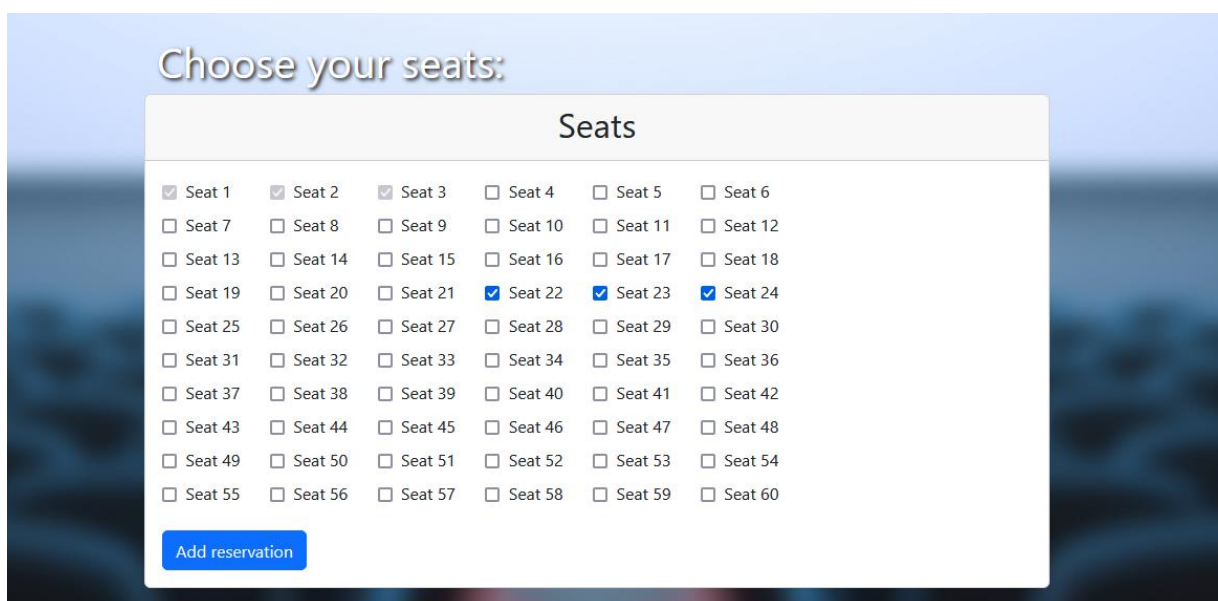 Choose your seats:
Seats
Seat 1 Seat 2 Seat 3 Seat 4 Seat 5 Seat 6
Seat 7 Seat 8 Seat 9 Seat 10 Seat 11 Seat 12
Seat 13 Seat 14 Seat 15 Seat 16 Seat 17 Seat 18
Seat 19 Seat 20 Seat 21 Seat 22 Seat 23 Seat 24
Seat 25 Seat 26 Seat 27 Seat 28 Seat 29 Seat 30
Seat 31 Seat 32 Seat 33 Seat 34 Seat 35 Seat 36
Seat 37 Seat 38 Seat 39 Seat 40 Seat 41 Seat 42
Seat 43 Seat 44 Seat 45 Seat 46 Seat 47 Seat 48
Seat 49 Seat 50 Seat 51 Seat 52 Seat 53 Seat 54
Seat 55 Seat 56 Seat 57 Seat 58 Seat 59 Seat 60
Add reservation